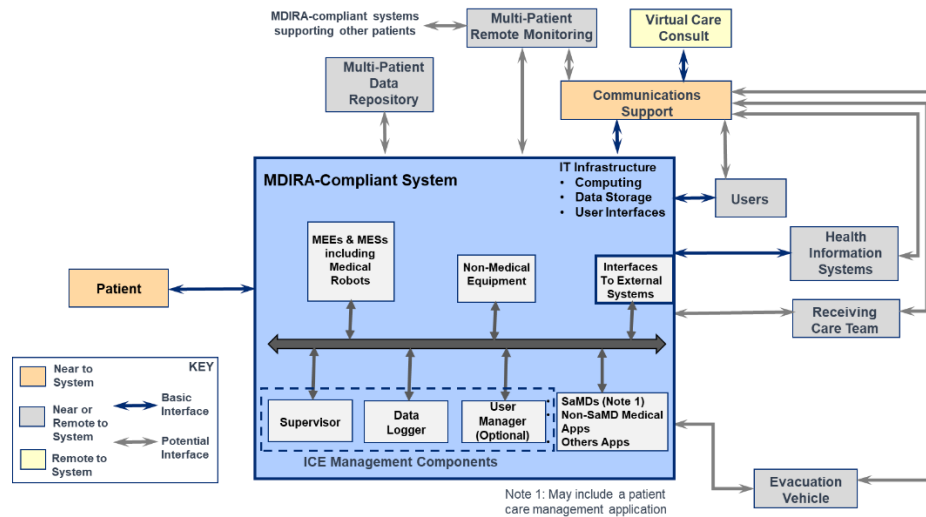 MDIRA-compliant systems
supporting other patients
Multi-Patient
Remote Monitoring
Virtual Care
Consult
Multi-Patient
Data
Repository
Communications
Support
MDIRA-Compliant System
IT Infrastructure
• Computing
• Data Storage
• User Interfaces
Users
MEEs & MESs
including
Medical
Robots
Non-Medical
Equipment
Interfaces
To External
Systems
Health
Information
Systems
Patient
Receiving
Care Team
KEY
Near to
System
Near or
Remote to
System
Remote to
System
Basic
Interface
Potential
Interface
Supervisor
Data
Logger
User
Manager
(Optional)
• SaMDs (Note 1)
• Non-SaMD Medical
Apps
• Others Apps
ICE Management Components
Evacuation
Vehicle
Note 1: May include a patient
care management application